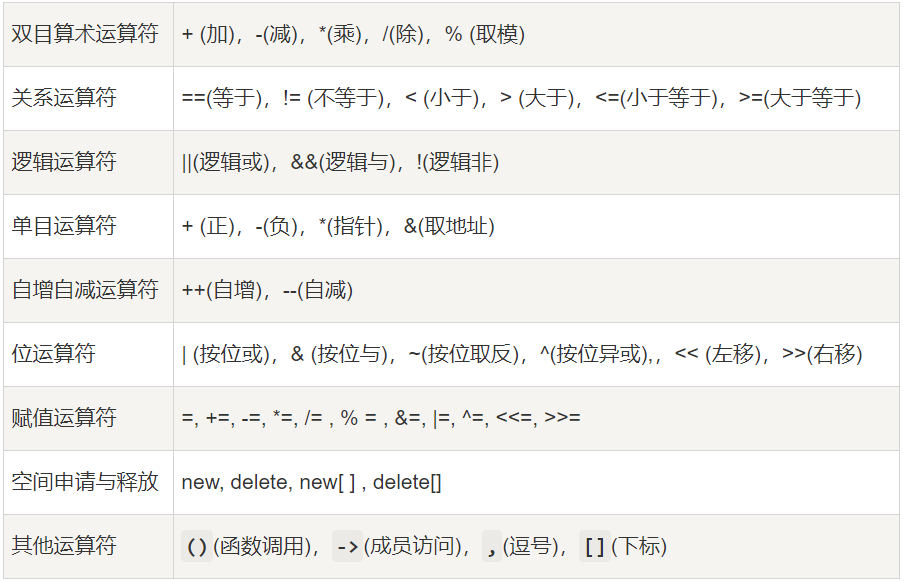 双目算术运算符 + (加)，-(减)，*(乘)，/(除)，% (取模)
关系运算符 ==(等于)，!= (不等于)，< (小于)，> (大于)，<=(小于等于)，>=(大于等于)
逻辑运算符 ||(逻辑或)，&&(逻辑与)，!(逻辑非)
单目运算符 + (正)，-(负)，*(指针)，&(取地址)
自增自减运算符 ++(自增)，--(自减)
位运算符 | (按位或)，& (按位与)，~(按位取反)，^(按位异或),，<< (左移)，>>(右移)
赋值运算符 =, +=, -=, *=, /= , % = , &=, |=, ^=, <<=, >>=
空间申请与释放 new, delete, new[ ] , delete[]
其他运算符 ()(函数调用)，->(成员访问)，,(逗号)，[](下标)